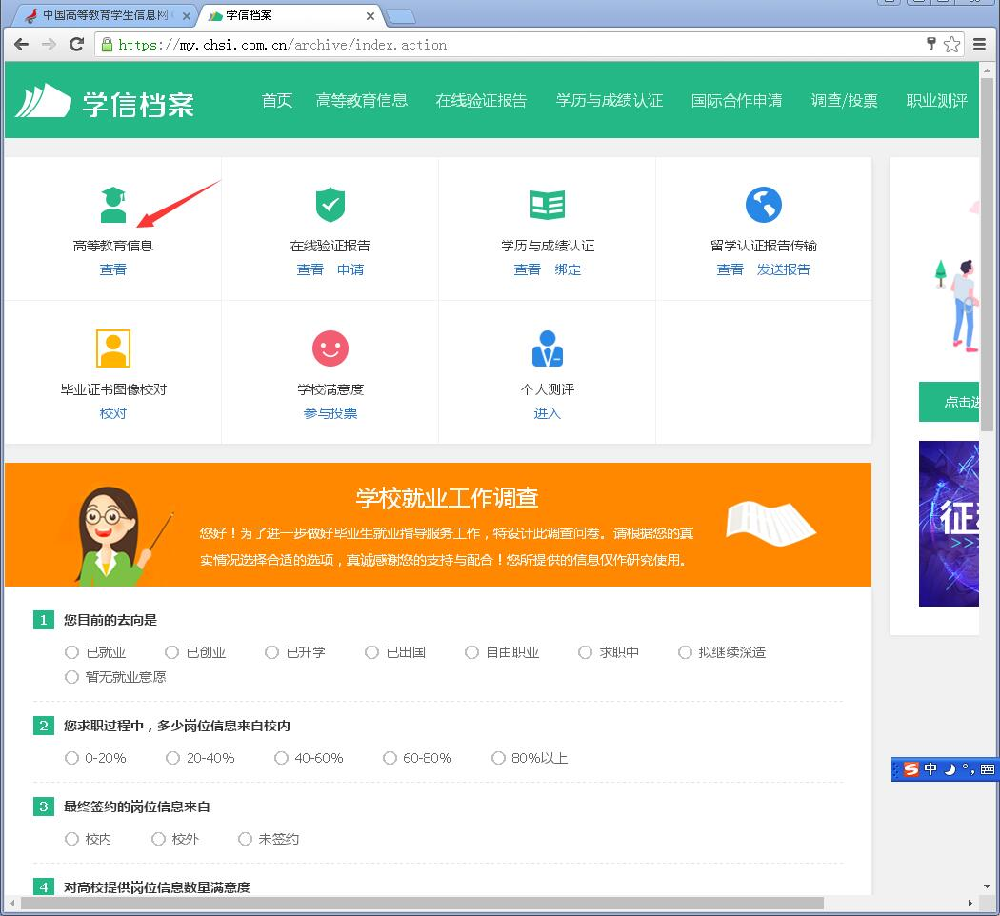 中国高等教育学生信息网
学信档案
https://my.chsi.com.cn/archive/index.action
学信档案
首页 高等教育信息 在线验证报告 学历与成绩认证 国际合作申请 调查/投票 职业测评
高等教育信息 在线验证报告 学历与成绩认证 留学认证报告传输
查看 查看 申请 查看 绑定 查看 发送报告
毕业证书图像校对 学校满意度 个人测评
校对 参与投票 进入
点击进
征
>>>
学校就业工作调查
您好！为了进一步做好毕业生就业指导服务工作，特设计此调查问卷。请根据您的真
实情况选择合适的选项，真诚感谢您的支持与配合！您所提供的信息仅作研究使用。
1 您目前的去向是
已就业 已创业 已升学 已出国 自由职业 求职中 拟继续深造
暂无就业意愿
2 您求职过程中，多少岗位信息来自校内
0-20% 20-40% 40-60% 60-80% 80%以上
中
3 最终签约的岗位信息来自
校内 校外 未签约
4 对高校提供岗位信息数量满意度